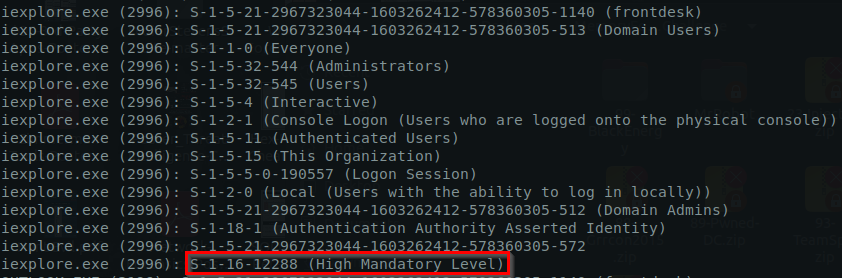 iexplore.exe (2996): S-1-5-21-2967323044-1603262412-578360305-1140 (frontdesk)
iexplore.exe (2996): S-1-5-21-2967323044-1603262412-578360305-513 (Domain Users)
iexplore.exe (2996): S-1-1-0 (Everyone)
iexplore.exe (2996): S-1-5-32-544 (Administrators)
iexplore.exe (2996): S-1-5-32-545 (Users)
iexplore.exe (2996): S-1-5-4 (Interactive)
iexplore.exe (2996): S-1-2-1 (Console Logon (Users who are logged onto the physical console))
iexplore.exe (2996): S-1-5-11 (Authenticated Users)
iexplore.exe (2996): S-1-5-15 (This Organization)
iexplore.exe (2996): S-1-5-5-0-190557 (Logon Session)
iexplore.exe (2996): S-1-2-0 (Local (Users with the ability to log in locally))
iexplore.exe (2996): S-1-5-21-2967323044-1603262412-578360305-512 (Domain Admins)
iexplore.exe (2996): S-1-18-1 (Authentication Authority Asserted Identity)
iexplore.exe (2996): S-1-5-21-2967323044-1603262412-578360305-572
iexplore.exe (2996): S-1-16-12288 (High Mandatory Level)